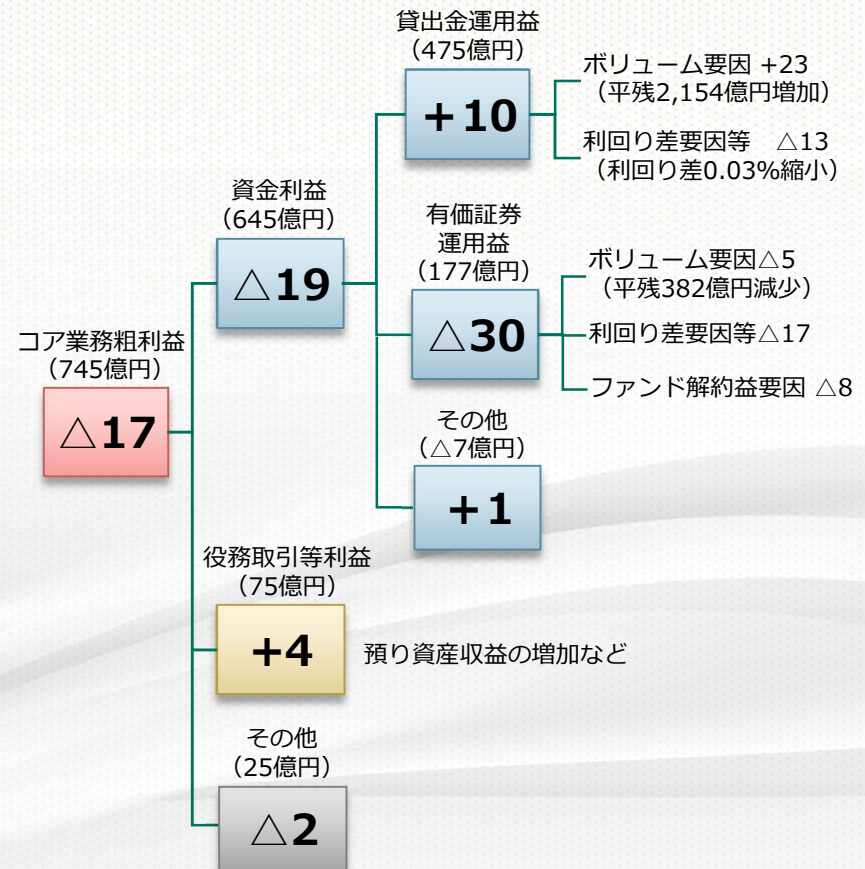 コア業務粗利益
（745億円）
△17
資金利益
（645億円）
△19
貸出金運用益
（475億円）
+10
ボリューム要因 +23
（平残2,154億円増加）
利回り差要因等　△13
（利回り差0.03%縮小）
有価証券
運用益
（177億円）
△30
ボリューム要因△5
（平残382億円減少）
利回り差要因等△17
ファンド解約益要因 △8
その他
（△7億円）
+1
役務取引等利益
（75億円）
+4
預り資産収益の増加など
その他
（25億円）
△2